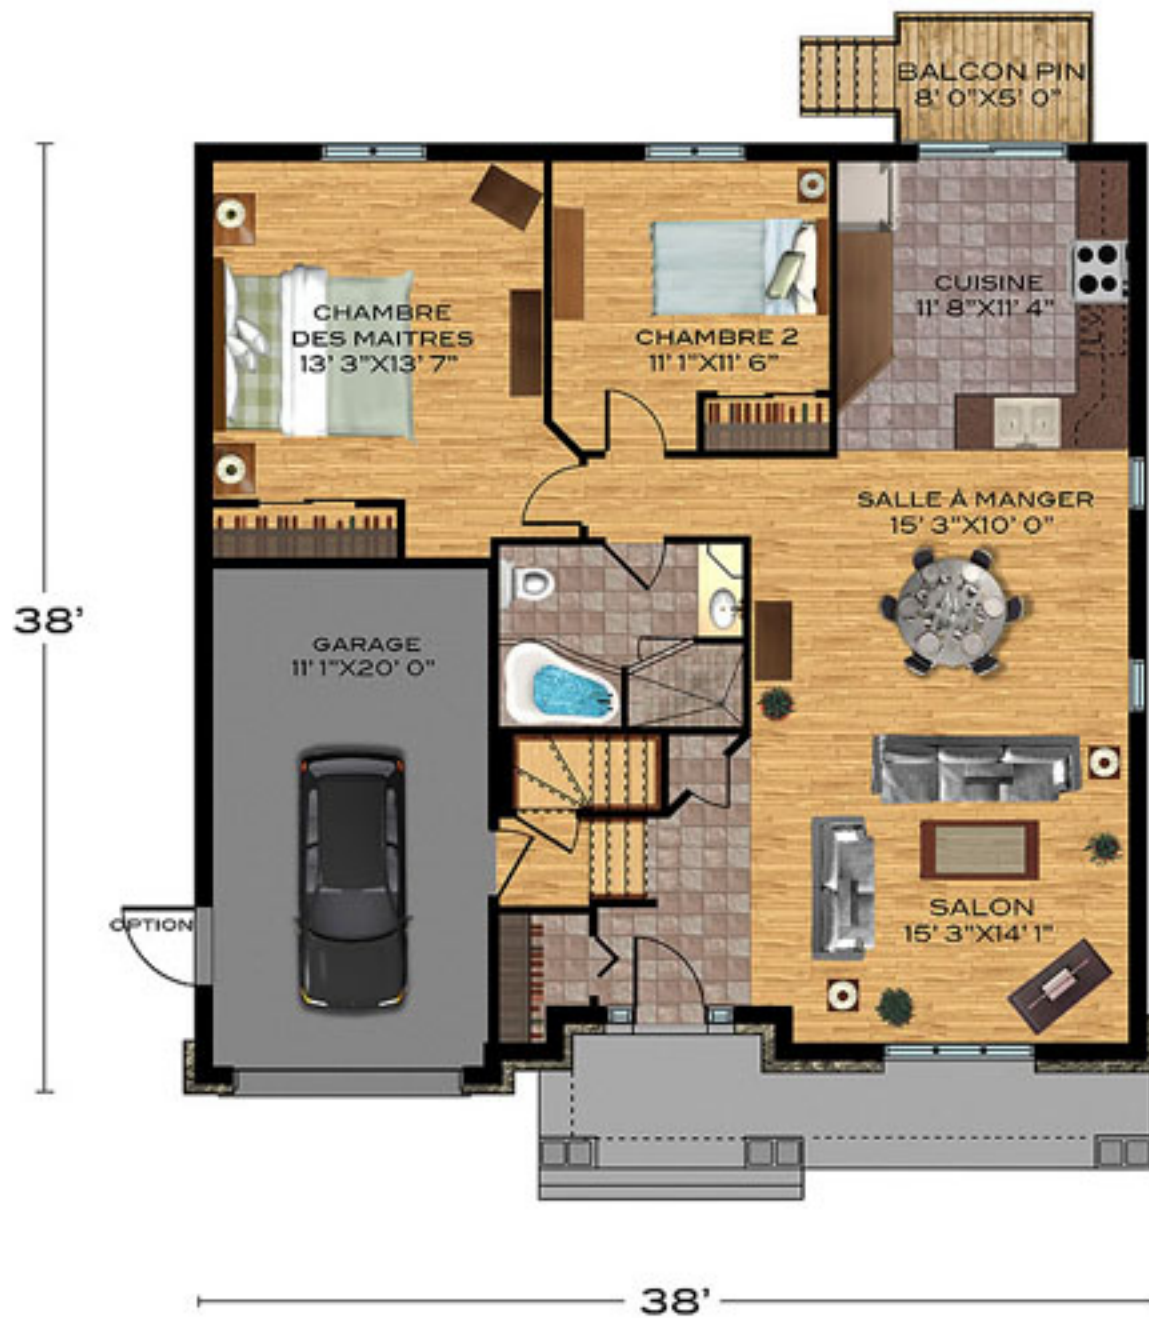 BALCON PIN
8' 0"X5' 0"
CHAMBRE
DES MAITRES
13' 3"X13' 7"
CHAMBRE 2
11' 1"X11' 6"
CUISINE
11' 8"X11' 4"
LV
SALLE À MANGER
15' 3"X10' 0"
38'
GARAGE
11' 1"X20' 0"
OPTION
SALON
15' 3"X14' 1"
38'